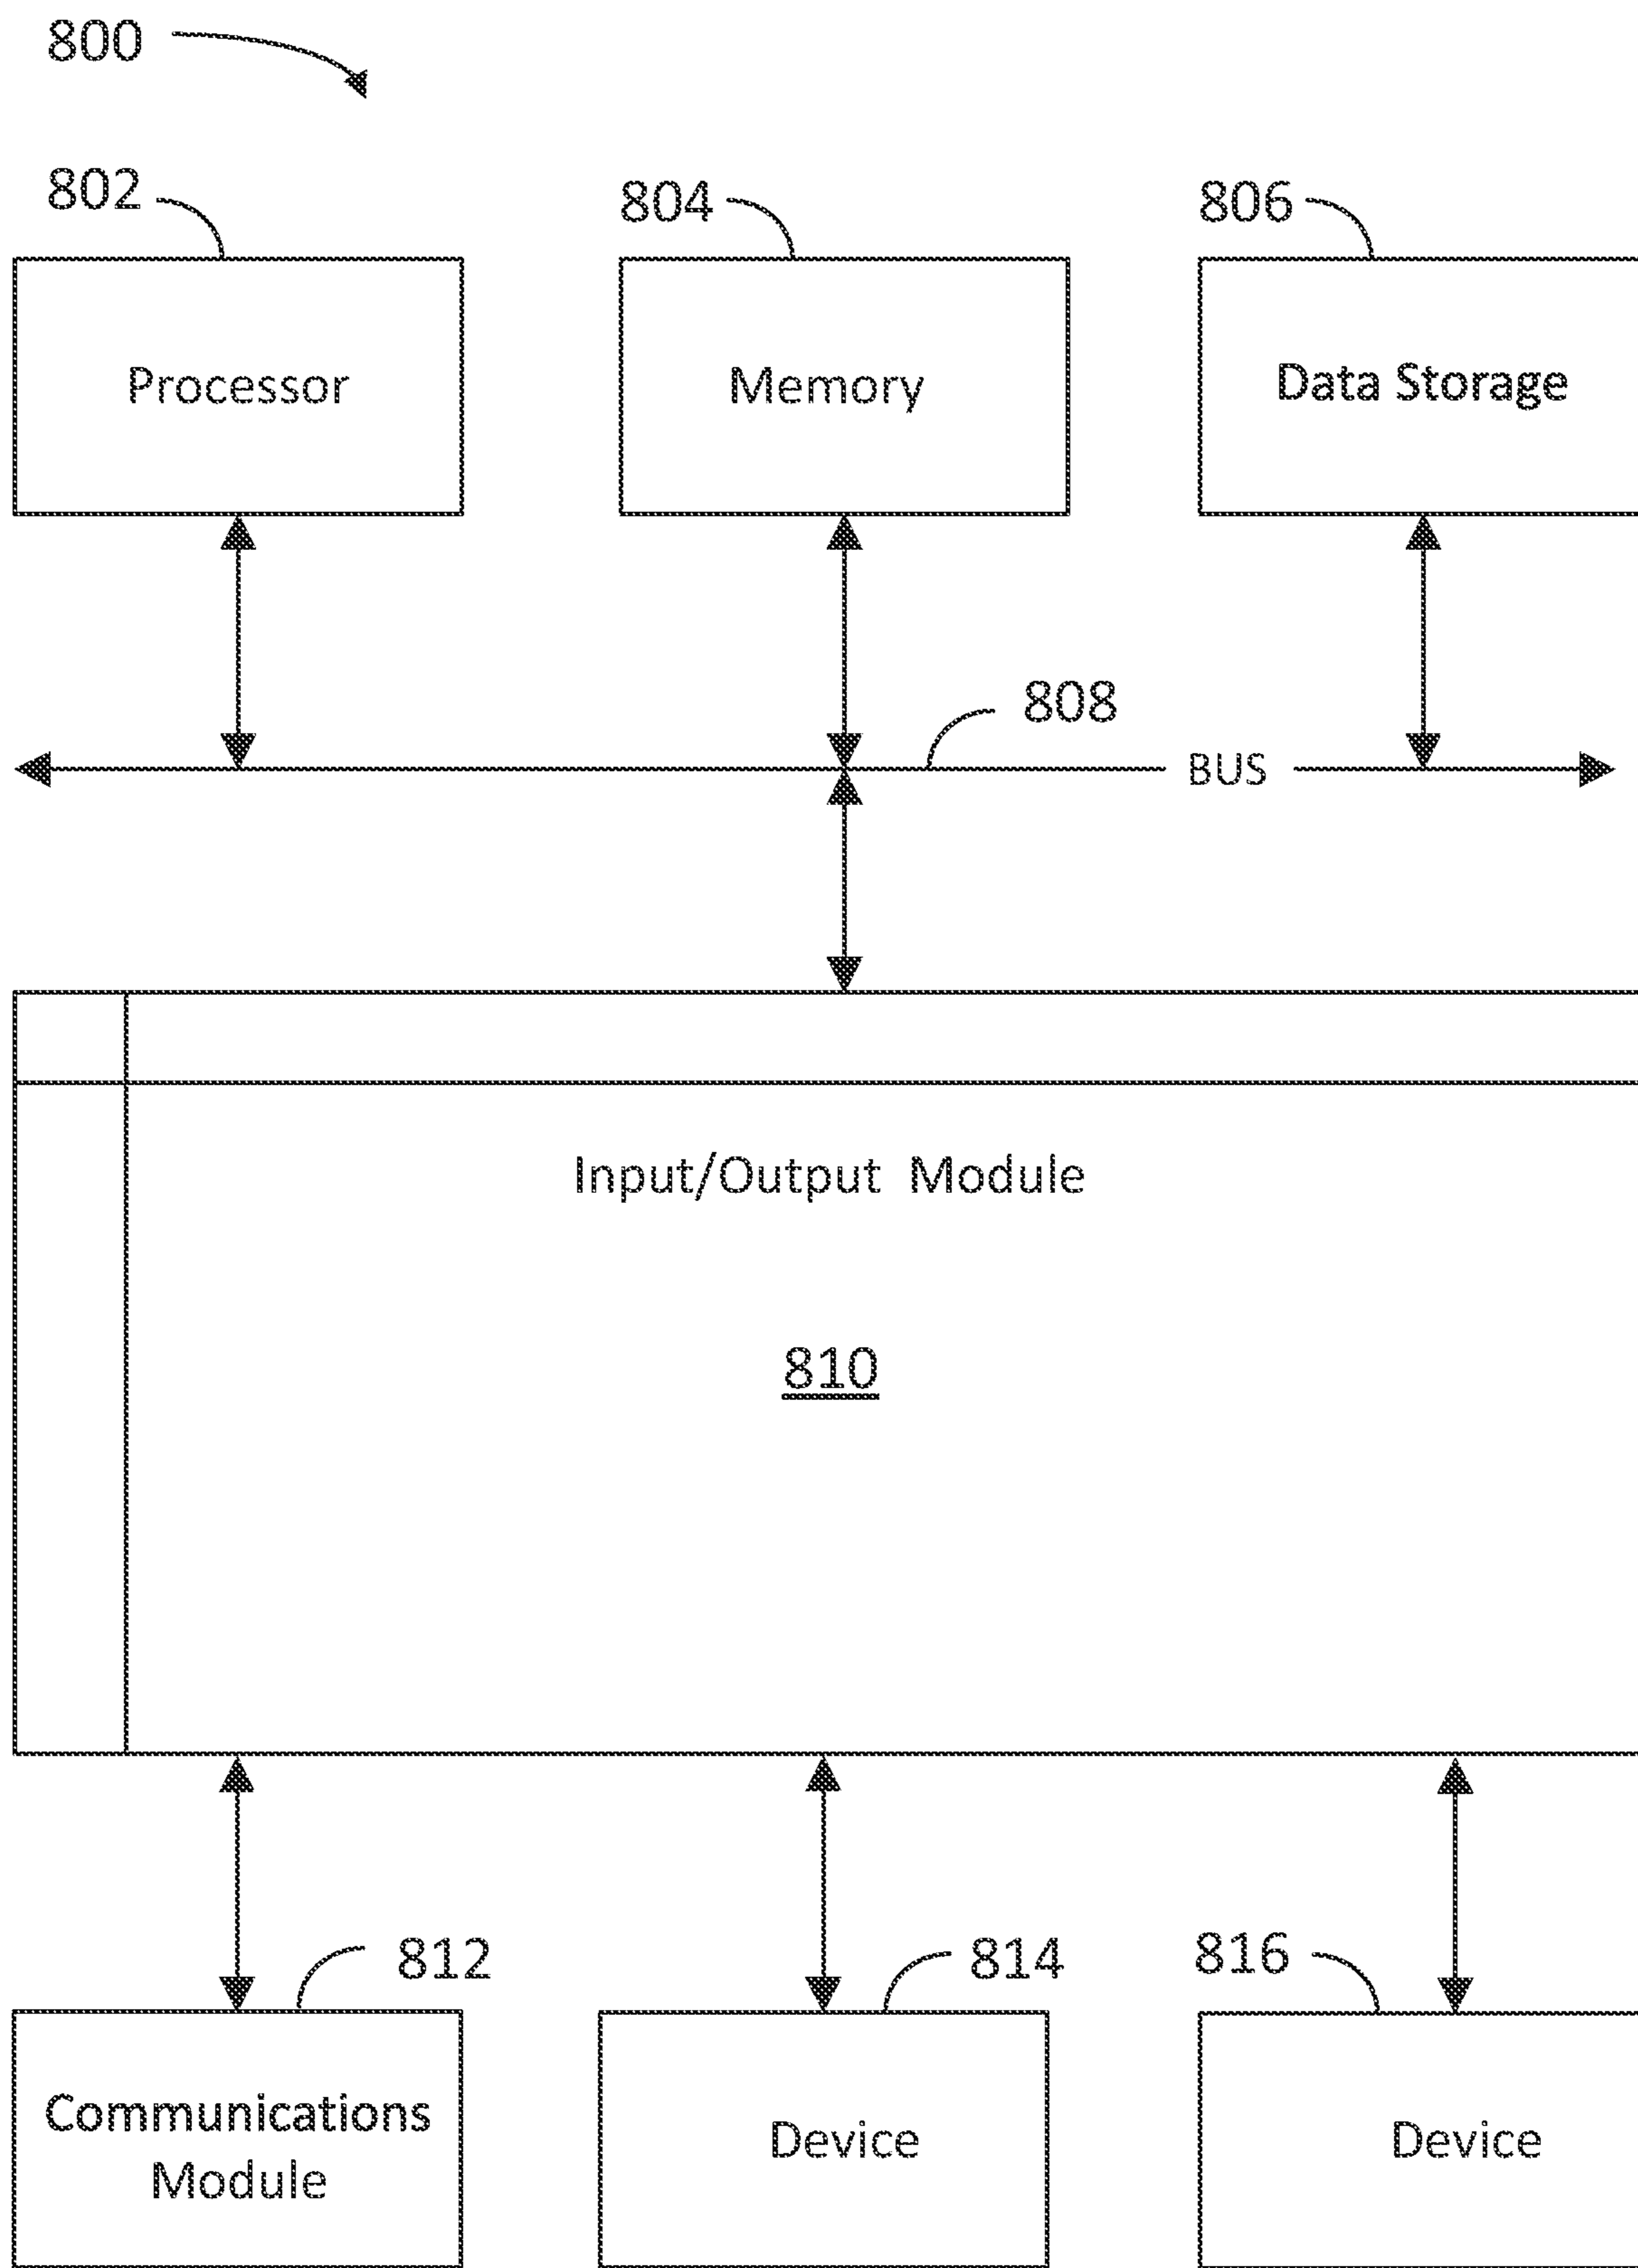 800
802
804
806
Processor
Memory
Data Storage
808
BUS
Input/Output Module
810
812
814
816
Communications
Module
Device
Device